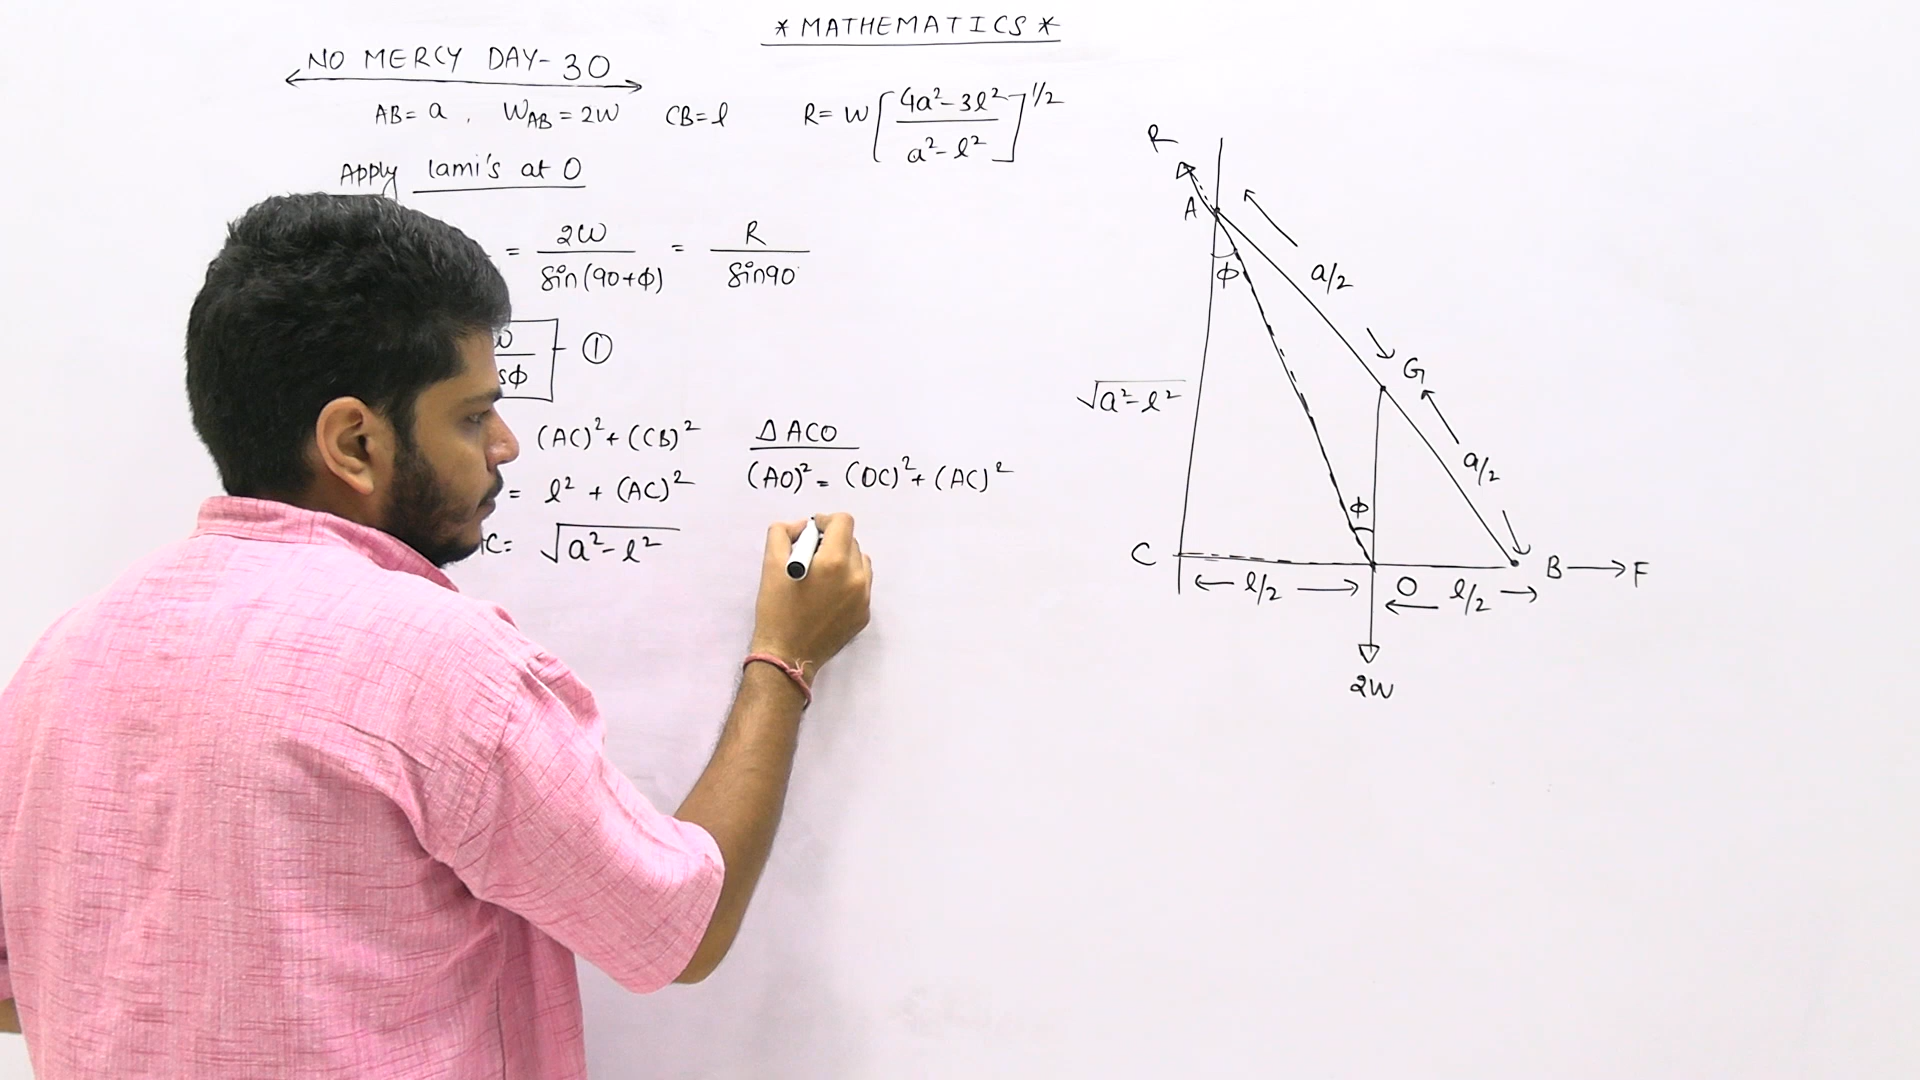 * MATHEMATICS *
NO MERCY DAY- 30
AB= a , W_AB = 2W CB= l R= W [ (4a² - 3l²) / (a² - l²) ]^1/2
Apply lami's at O
= 2W / sin(90+φ) = R / sin90
W / sφ - ①
(AC)² + (CB)²
= l² + (AC)²
C= √(a² - l²)
Δ ACO
(AO)² = (OC)² + (AC)²
R
A
φ
a/2
G
√(a² - l²)
a/2
φ
C
l/2
O
l/2
B → F
2W